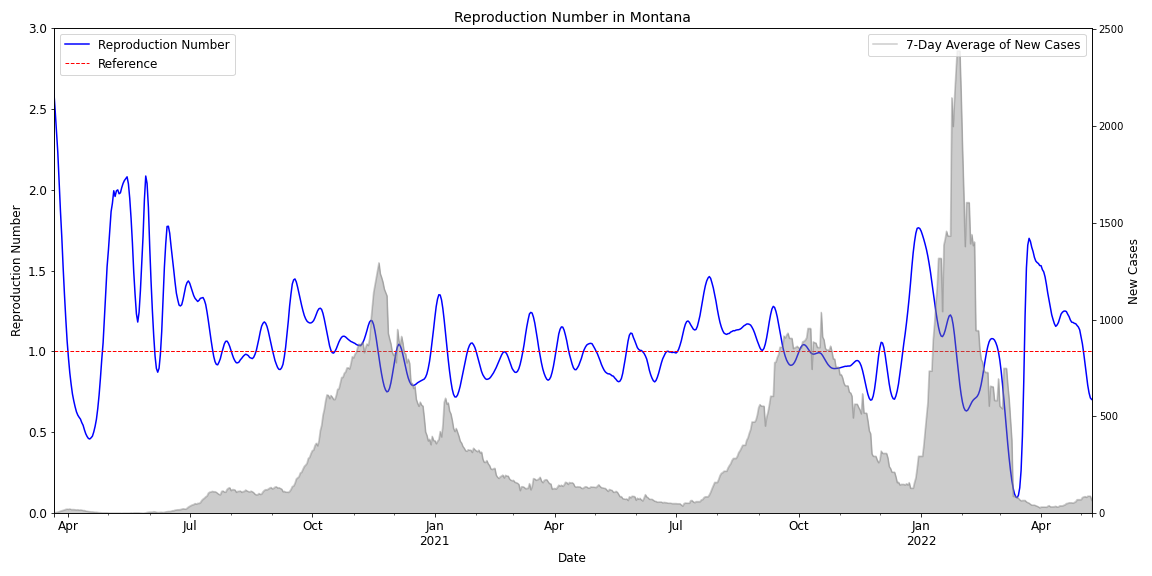 Reproduction Number in Montana
3.0
2.5
2.0
1.5
1.0
0.5
0.0
Reproduction Number
Reproduction Number
Reference
7-Day Average of New Cases
2500
2000
1500
1000
500
0
New Cases
Apr
Jul
Oct
Jan
2021
Apr
Jul
Oct
Jan
2022
Apr
Date